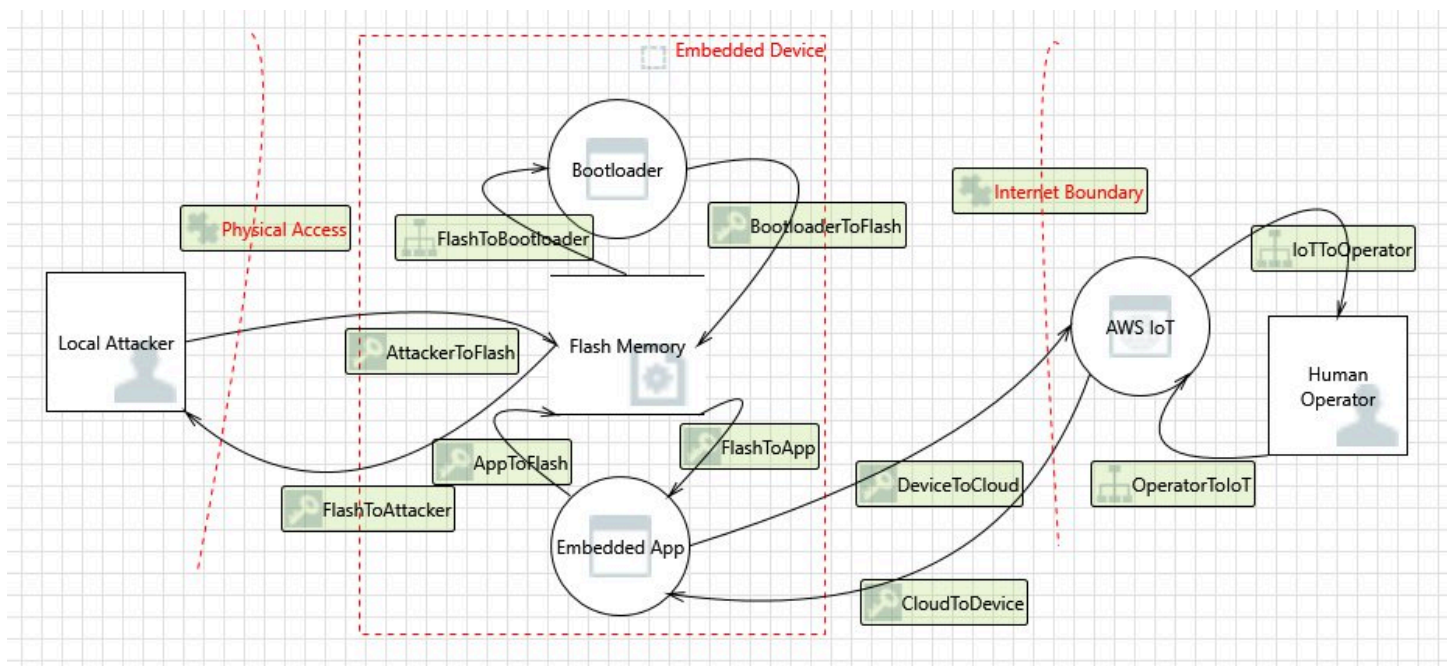 Embedded Device
Bootloader
Internet Boundary
Physical Access
FlashToBootloader
BootloaderToFlash
IoTToOperator
Local Attacker
AttackerToFlash
Flash Memory
AWS IoT
Human
Operator
AppToFlash
FlashToApp
DeviceToCloud
OperatorToIoT
FlashToAttacker
Embedded App
CloudToDevice